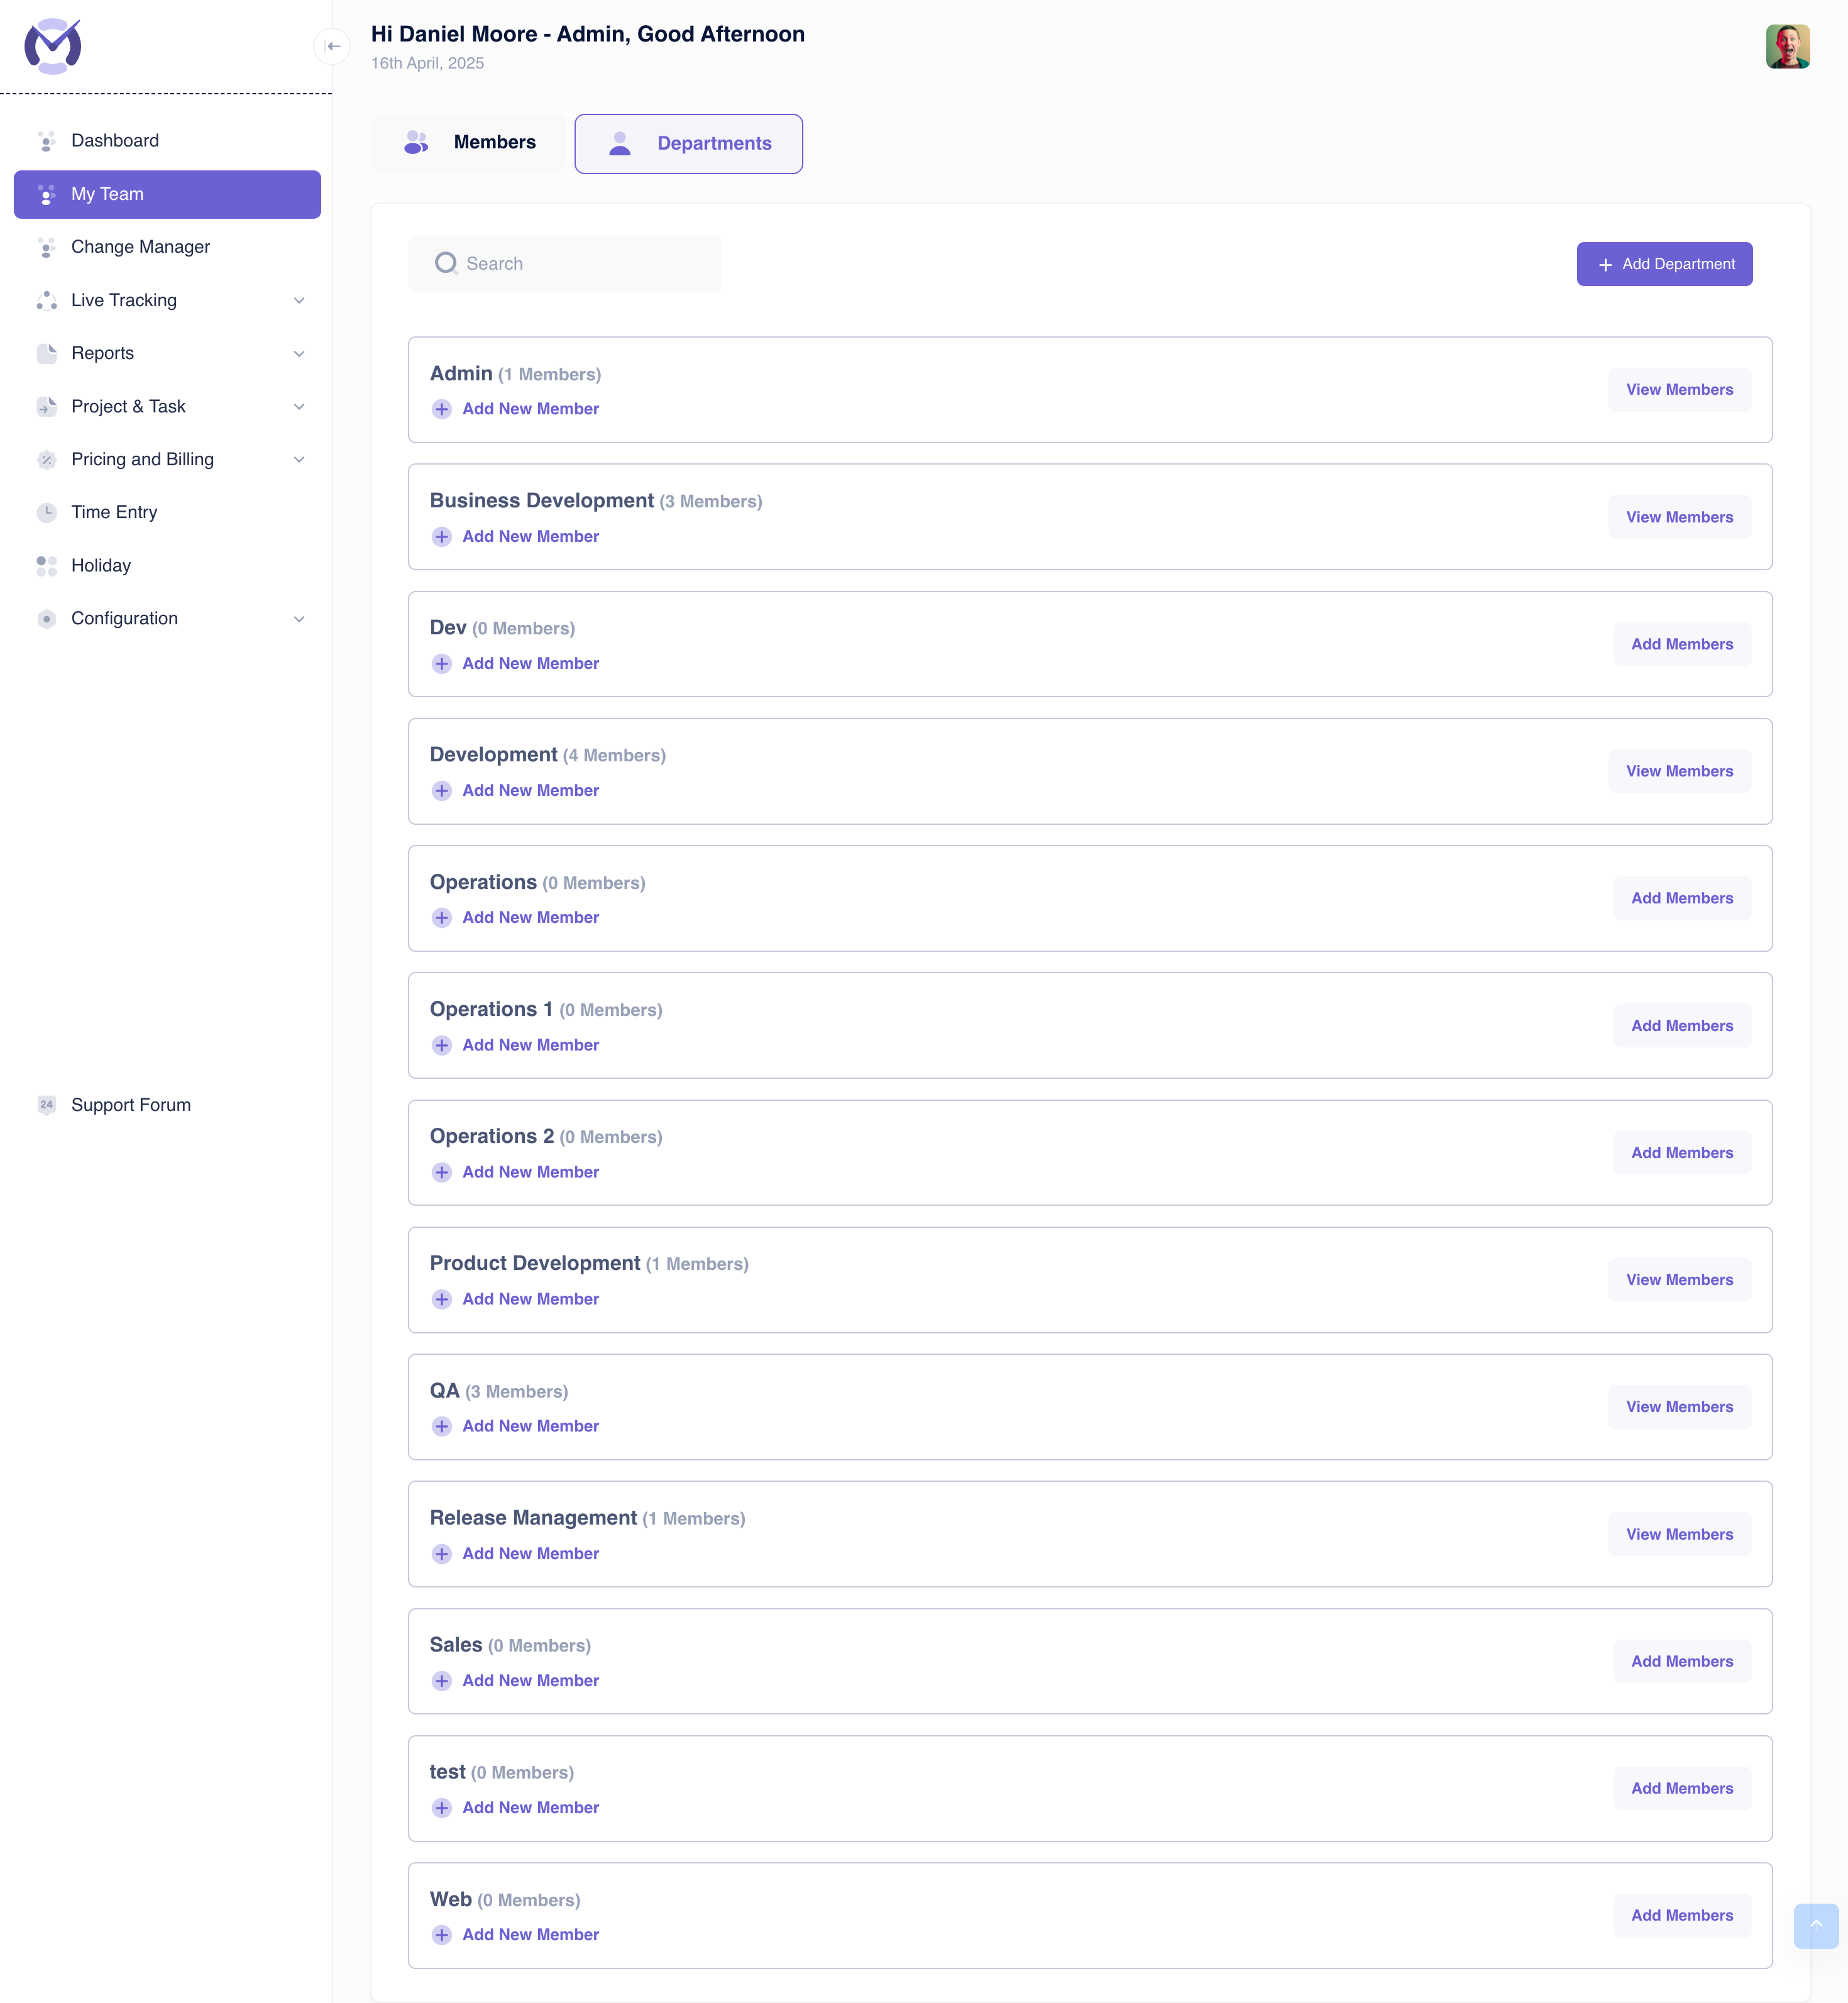 Hi Daniel Moore - Admin, Good Afternoon
16th April, 2025
Dashboard
My Team
Change Manager
Live Tracking
Reports
Project & Task
Pricing and Billing
Time Entry
Holiday
Configuration
24 Support Forum
Members
Departments
Search
Add Department
Admin (1 Members)
Add New Member
View Members
Business Development (3 Members)
Add New Member
View Members
Dev (0 Members)
Add New Member
Add Members
Development (4 Members)
Add New Member
View Members
Operations (0 Members)
Add New Member
Add Members
Operations 1 (0 Members)
Add New Member
Add Members
Operations 2 (0 Members)
Add New Member
Add Members
Product Development (1 Members)
Add New Member
View Members
QA (3 Members)
Add New Member
View Members
Release Management (1 Members)
Add New Member
View Members
Sales (0 Members)
Add New Member
Add Members
test (0 Members)
Add New Member
Add Members
Web (0 Members)
Add New Member
Add Members